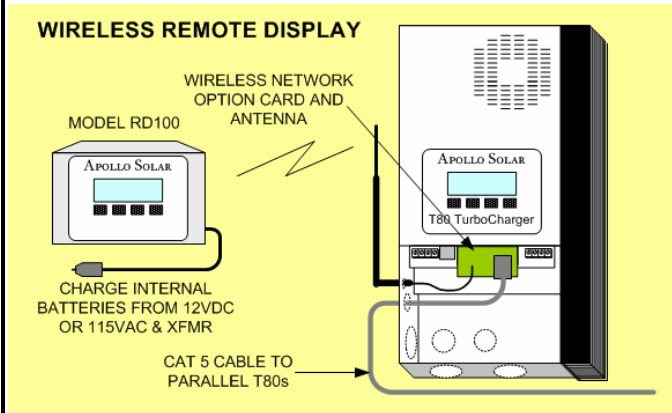 WIRELESS REMOTE DISPLAY
WIRELESS NETWORK
OPTION CARD AND
ANTENNA
MODEL RD100
APOLLO SOLAR
APOLLO SOLAR
T80 TurboCharger
CHARGE INTERNAL
BATTERIES FROM 12VDC
OR 115VAC & XFMR
CAT 5 CABLE TO
PARALLEL T80s